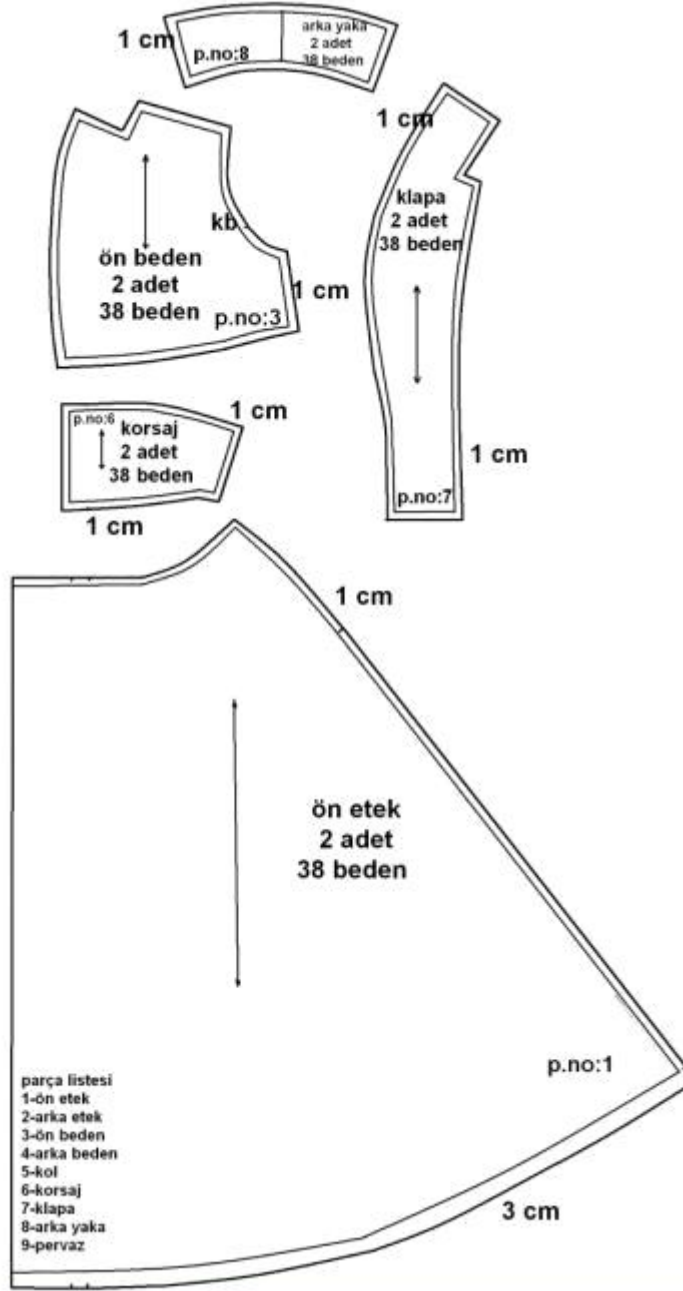 1 cm
p.no:8
arka yaka
2 adet
38 beden
1 cm
klapa
2 adet
38 beden
kb
ön beden
2 adet
38 beden
1 cm
p.no:3
p.no:6
korsaj
2 adet
38 beden
1 cm
1 cm
1 cm
p.no:7
1 cm
ön etek
2 adet
38 beden
p.no:1
3 cm
parça listesi
1-ön etek
2-arka etek
3-ön beden
4-arka beden
5-kol
6-korsaj
7-klapa
8-arka yaka
9-pervaz